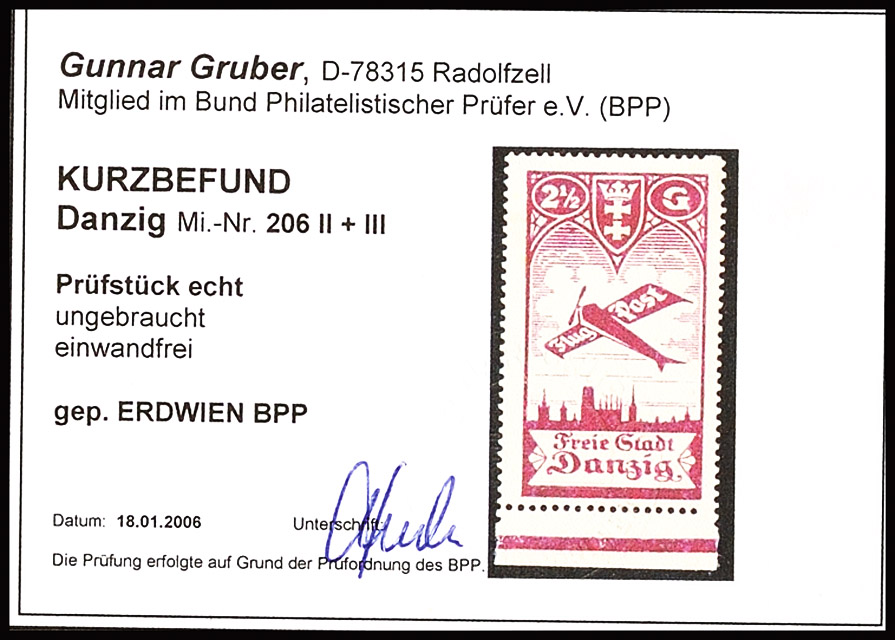 Gunnar Gruber, D-78315 Radolfzell
Mitglied im Bund Philatelistischer Prüfer e.V. (BPP)
KURZBEFUND
Danzig Mi.-Nr. 206 II + III
Prüfstück echt
ungebraucht
einwandfrei
gep. ERDWIEN BPP
Datum: 18.01.2006 Unterschrift:
Die Prüfung erfolgte auf Grund der Prüfordnung des BPP.
2½ G
Flug Post
Freie Stadt
Danzig